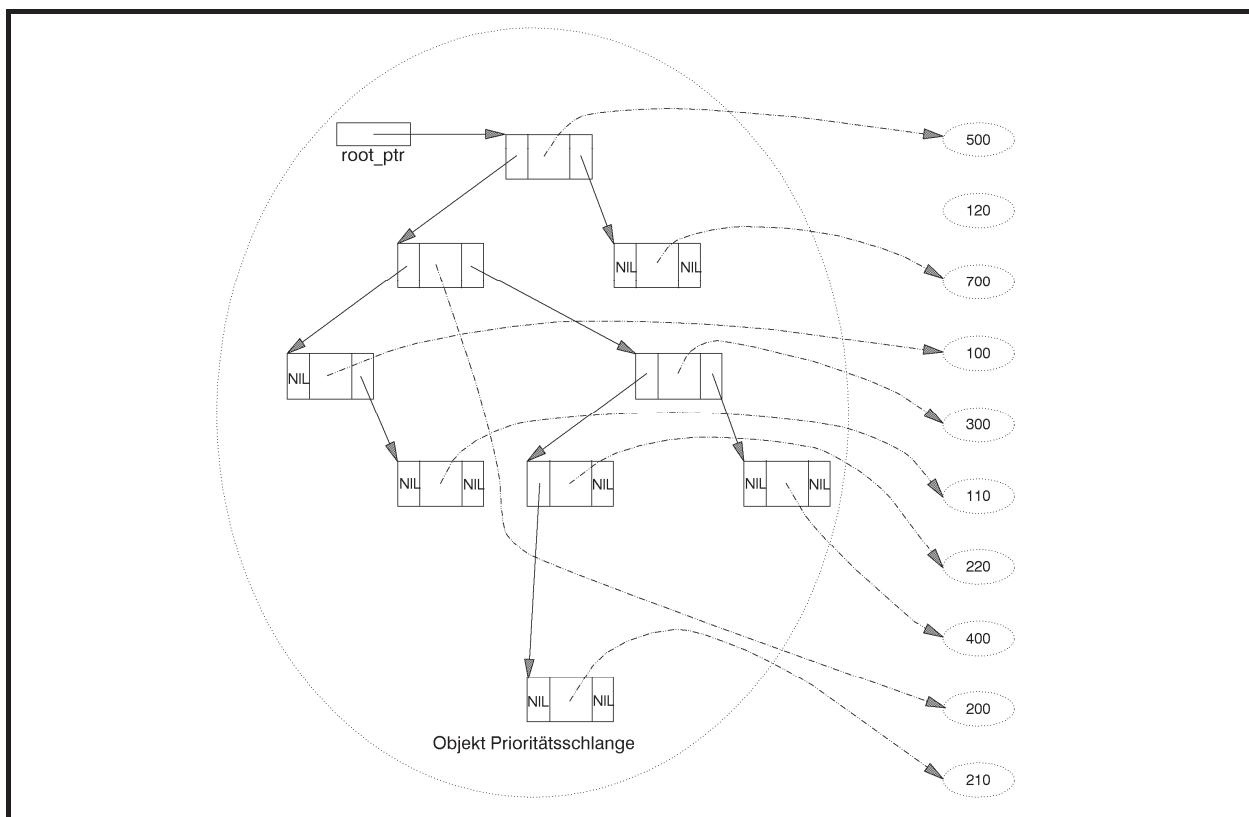 500
root_ptr
120
NIL NIL
700
100
NIL
300
NIL NIL NIL NIL NIL
110
220
400
NIL NIL
200
Objekt Prioritätsschlange
210